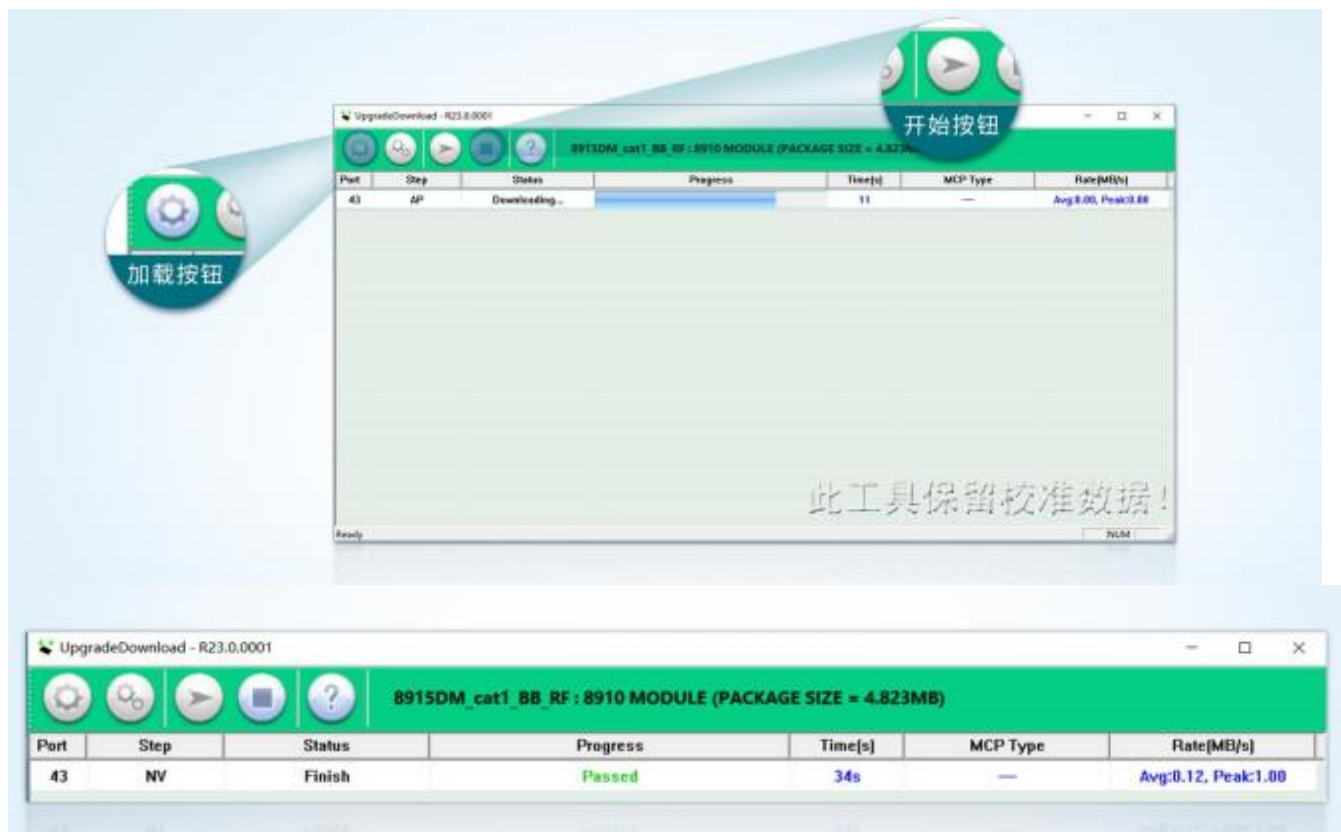 开始按钮
UpgradeDownload - R23.0.0001
8915DM_cat1_BB_RF : 8910 MODULE (PACKAGE SIZE = 4.823
Port Step Status Progress Time(s) MCP Type Rate(MB/s)
43 AP Downloading... 11 — Avg:0.00, Peak:0.00
加载按钮
此工具保留校准数据!
Ready NUM
UpgradeDownload - R23.0.0001
8915DM_cat1_BB_RF : 8910 MODULE (PACKAGE SIZE = 4.823MB)
Port Step Status Progress Time(s) MCP Type Rate(MB/s)
43 NV Finish Passed 34s — Avg:0.12, Peak:1.00